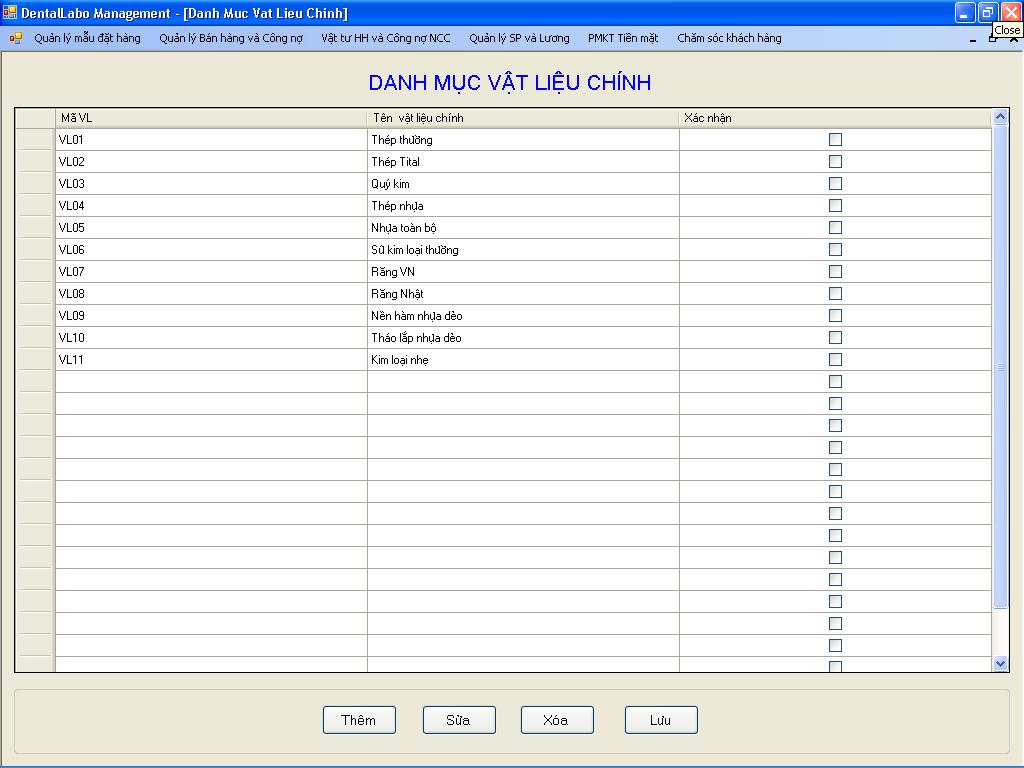 DentalLabo Management - [Danh Muc Vat Lieu Chinh]
Close
Quản lý mẫu đặt hàng Quản lý Bán hàng và Công nợ Vật tư HH và Công nợ NCC Quản lý SP và Lương PMKT Tiền mặt Chăm sóc khách hàng
DANH MỤC VẬT LIỆU CHÍNH
Mã VL Tên vật liệu chính Xác nhận
VL01 Thép thường
VL02 Thép Tital
VL03 Quý kim
VL04 Thép nhựa
VL05 Nhựa toàn bộ
VL06 Sứ kim loại thường
VL07 Răng VN
VL08 Răng Nhật
VL09 Nền hàm nhựa dẻo
VL10 Tháo lắp nhựa dẻo
VL11 Kim loại nhẹ
Thêm Sửa Xóa Lưu